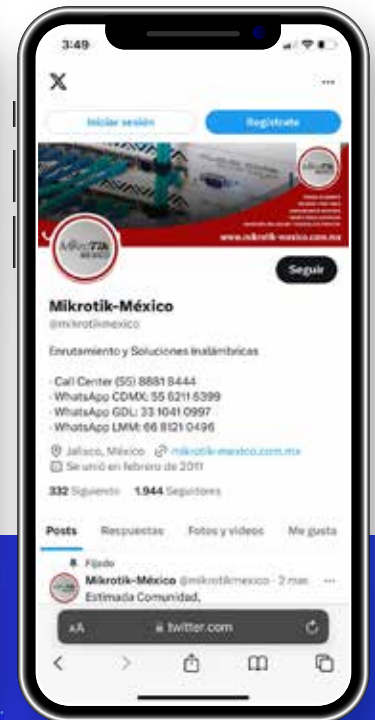 3:49
X
...
Iniciar sesión
Regístrate
MikroTik
MÉXICO
www.mikrotik-mexico.com.mx
Seguir
Mikrotik-México
@mikrotikmexico
Enrutamiento y Soluciones Inalámbricas
· Call Center (55) 8881 8444
· WhatsApp CDMX: 55 6211 5399
· WhatsApp GDL: 33 1041 0997
· WhatsApp LMM: 66 8121 0496
Jalisco, México mikrotik-mexico.com.mx
Se unió en febrero de 2011
332 Siguiendo 1.944 Seguidores
Posts Respuestas Fotos y videos Me gusta
Fijado
Mikrotik-México @mikrotikmexico · 2 mar. ...
Estimada Comunidad,
AA twitter.com